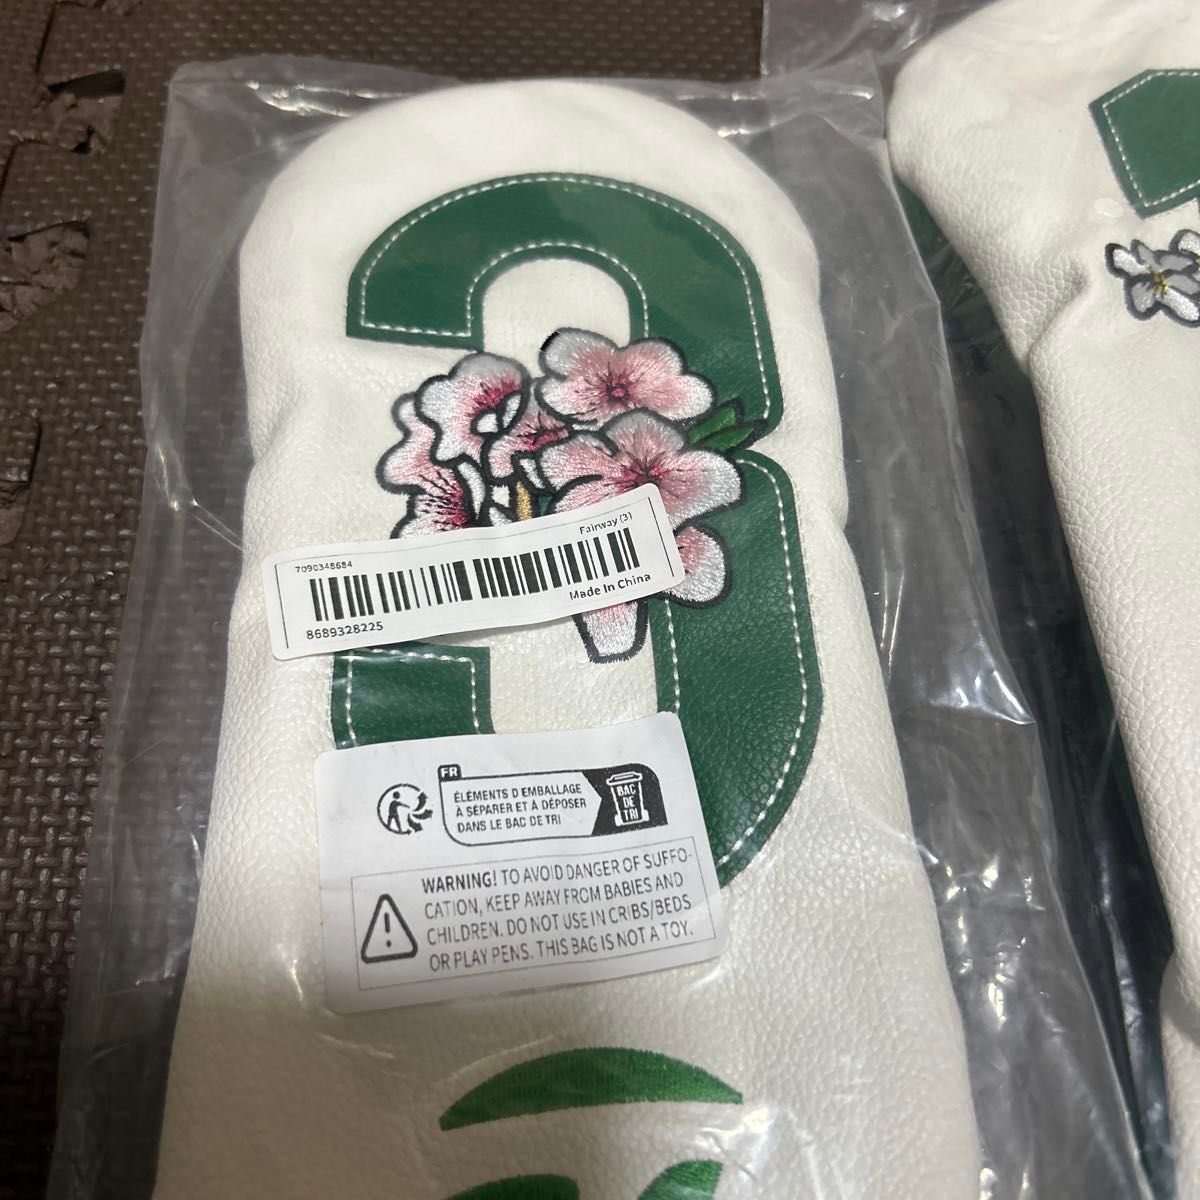 3
Fairway (3)
7090348684
Made In China
8689328225
FR
ÉLÉMENTS D EMBALLAGE
À SÉPARER ET À DÉPOSER
DANS LE BAC DE TRI
BAC
DE
TRI
WARNING! TO AVOID DANGER OF SUFFO-
CATION, KEEP AWAY FROM BABIES AND
CHILDREN. DO NOT USE IN CRIBS/BEDS
OR PLAY PENS. THIS BAG IS NOT A TOY.